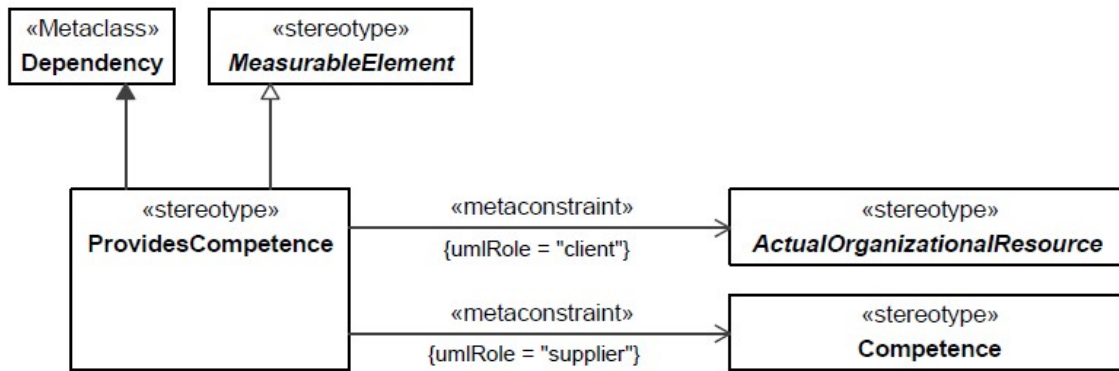 «Metaclass»
Dependency
«stereotype»
MeasurableElement
«stereotype»
ProvidesCompetence
«metaconstraint»
{umlRole = "client"}
«stereotype»
ActualOrganizationalResource
«metaconstraint»
{umlRole = "supplier"}
«stereotype»
Competence